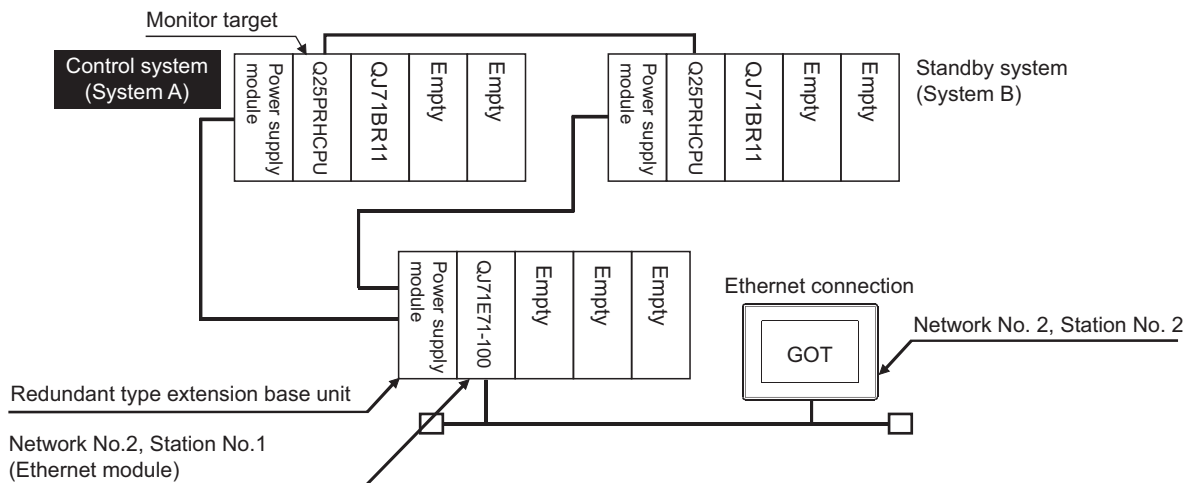 Monitor target
Control system
(System A)
Power supply
module
Q25PRHCPU
QJ71BR11
Empty
Empty
Power supply
module
Q25PRHCPU
QJ71BR11
Empty
Empty
Standby system
(System B)
Power supply
module
QJ71E71-100
Empty
Empty
Empty
Ethernet connection
GOT
Network No. 2, Station No. 2
Redundant type extension base unit
Network No.2, Station No.1
(Ethernet module)